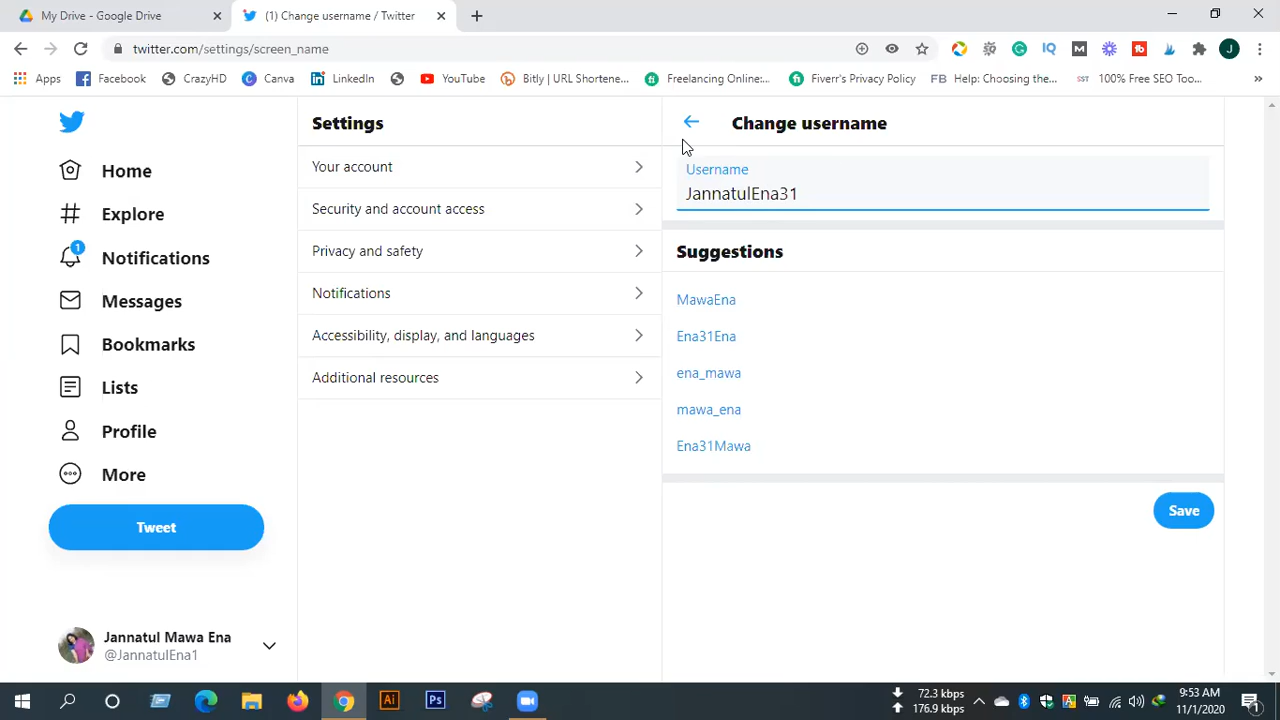 My Drive - Google Drive
(1) Change username / Twitter
twitter.com/settings/screen_name
Apps
Facebook
CrazyHD
Canva
LinkedIn
YouTube
Bitly | URL Shortene...
Freelancing Online:...
Fiverr's Privacy Policy
FB Help: Choosing the...
SST 100% Free SEO Too...
Settings
Change username
Home
Explore
Notifications
1
Messages
Bookmarks
Lists
Profile
More
Tweet
Jannatul Mawa Ena
@JannatulEna1
Your account
Security and account access
Privacy and safety
Notifications
Accessibility, display, and languages
Additional resources
Username
JannatulEna31
Suggestions
MawaEna
Ena31Ena
ena_mawa
mawa_ena
Ena31Mawa
Save
Ai
Ps
72.3 kbps
176.9 kbps
9:53 AM
11/1/2020